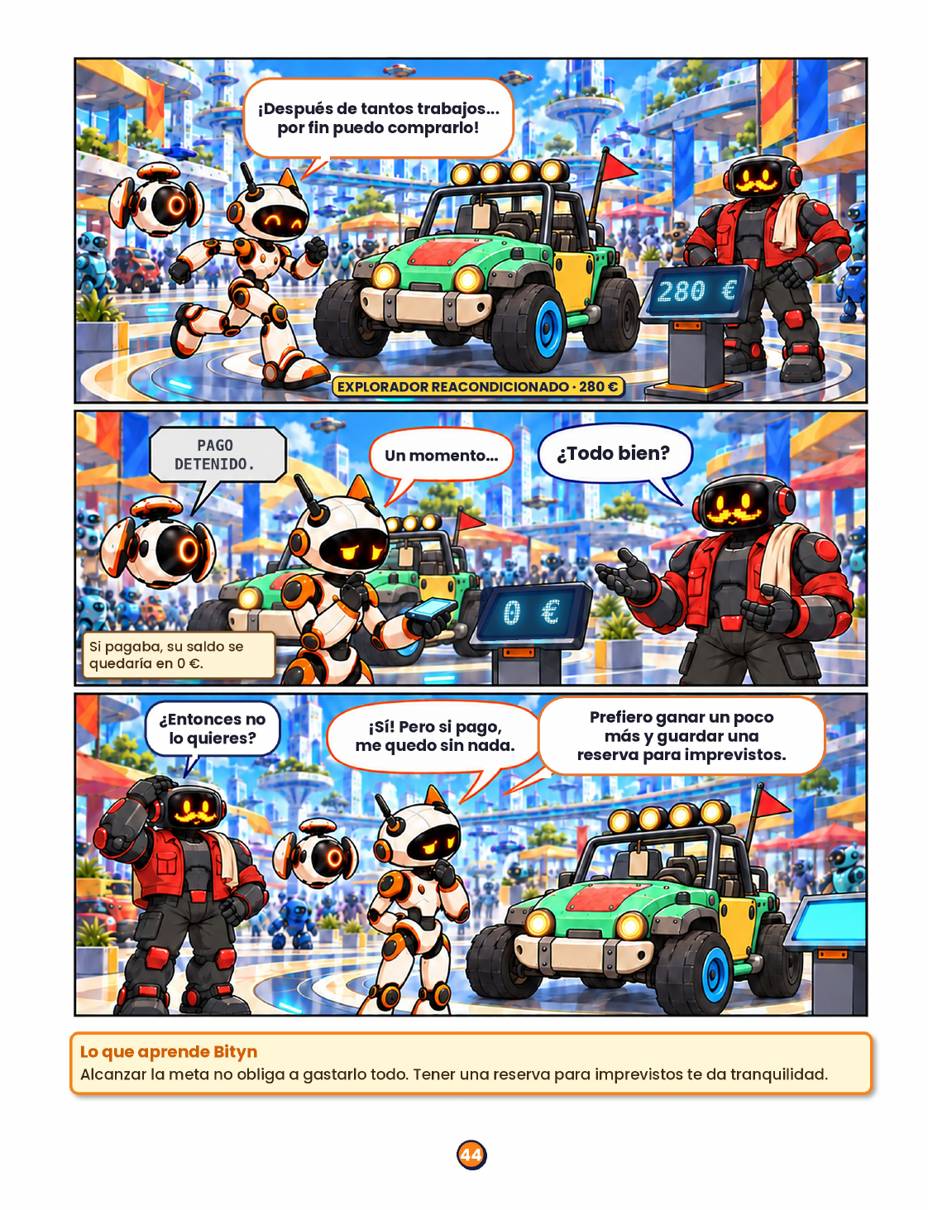 ¡Después de tantos trabajos...
por fin puedo comprarlo!
280 €
EXPLORADOR REACONDICIONADO · 280 €
PAGO
DETENIDO.
Un momento...
¿Todo bien?
0 €
Si pagaba, su saldo se
quedaría en 0 €.
¿Entonces no
lo quieres?
¡Sí! Pero si pago,
me quedo sin nada.
Prefiero ganar un poco
más y guardar una
reserva para imprevistos.
Lo que aprende Bityn
Alcanzar la meta no obliga a gastarlo todo. Tener una reserva para imprevistos te da tranquilidad.
44